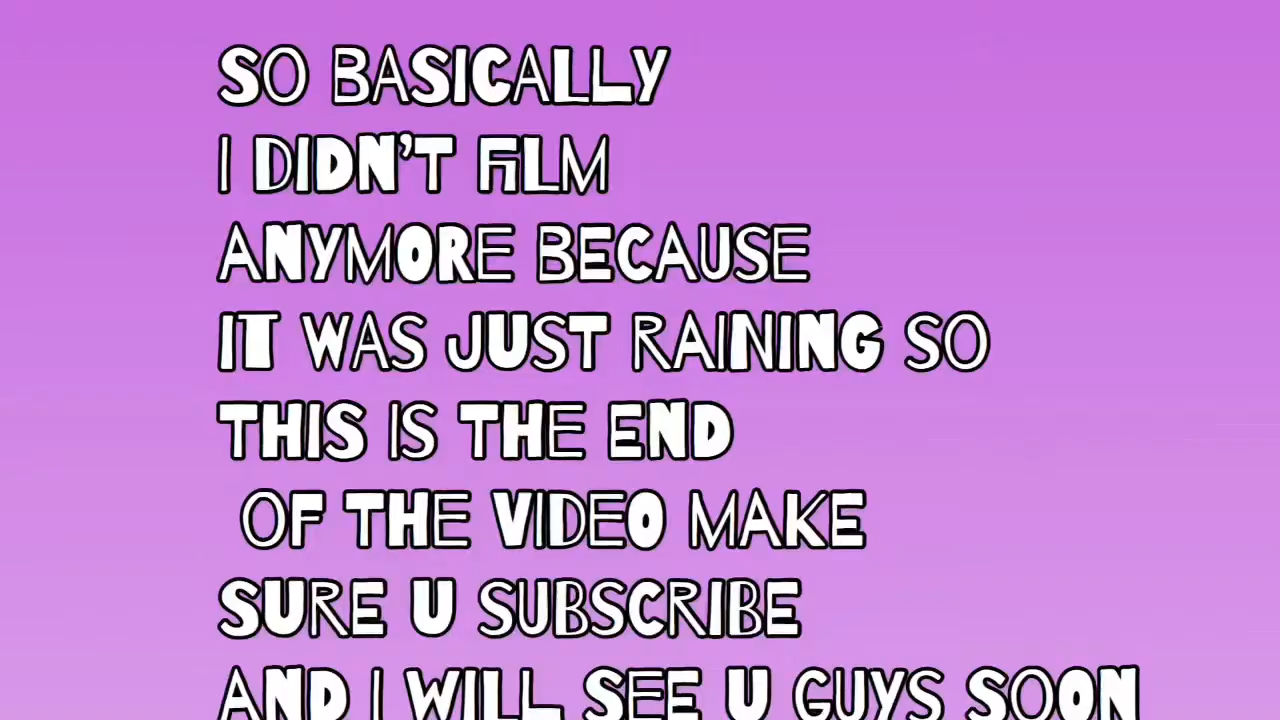 SO BASICALLY
I DIDN'T FILM
ANYMORE BECAUSE
IT WAS JUST RAINING SO
THIS IS THE END
OF THE VIDEO MAKE
SURE U SUBSCRIBE
AND I WILL SEE U GUYS SOON